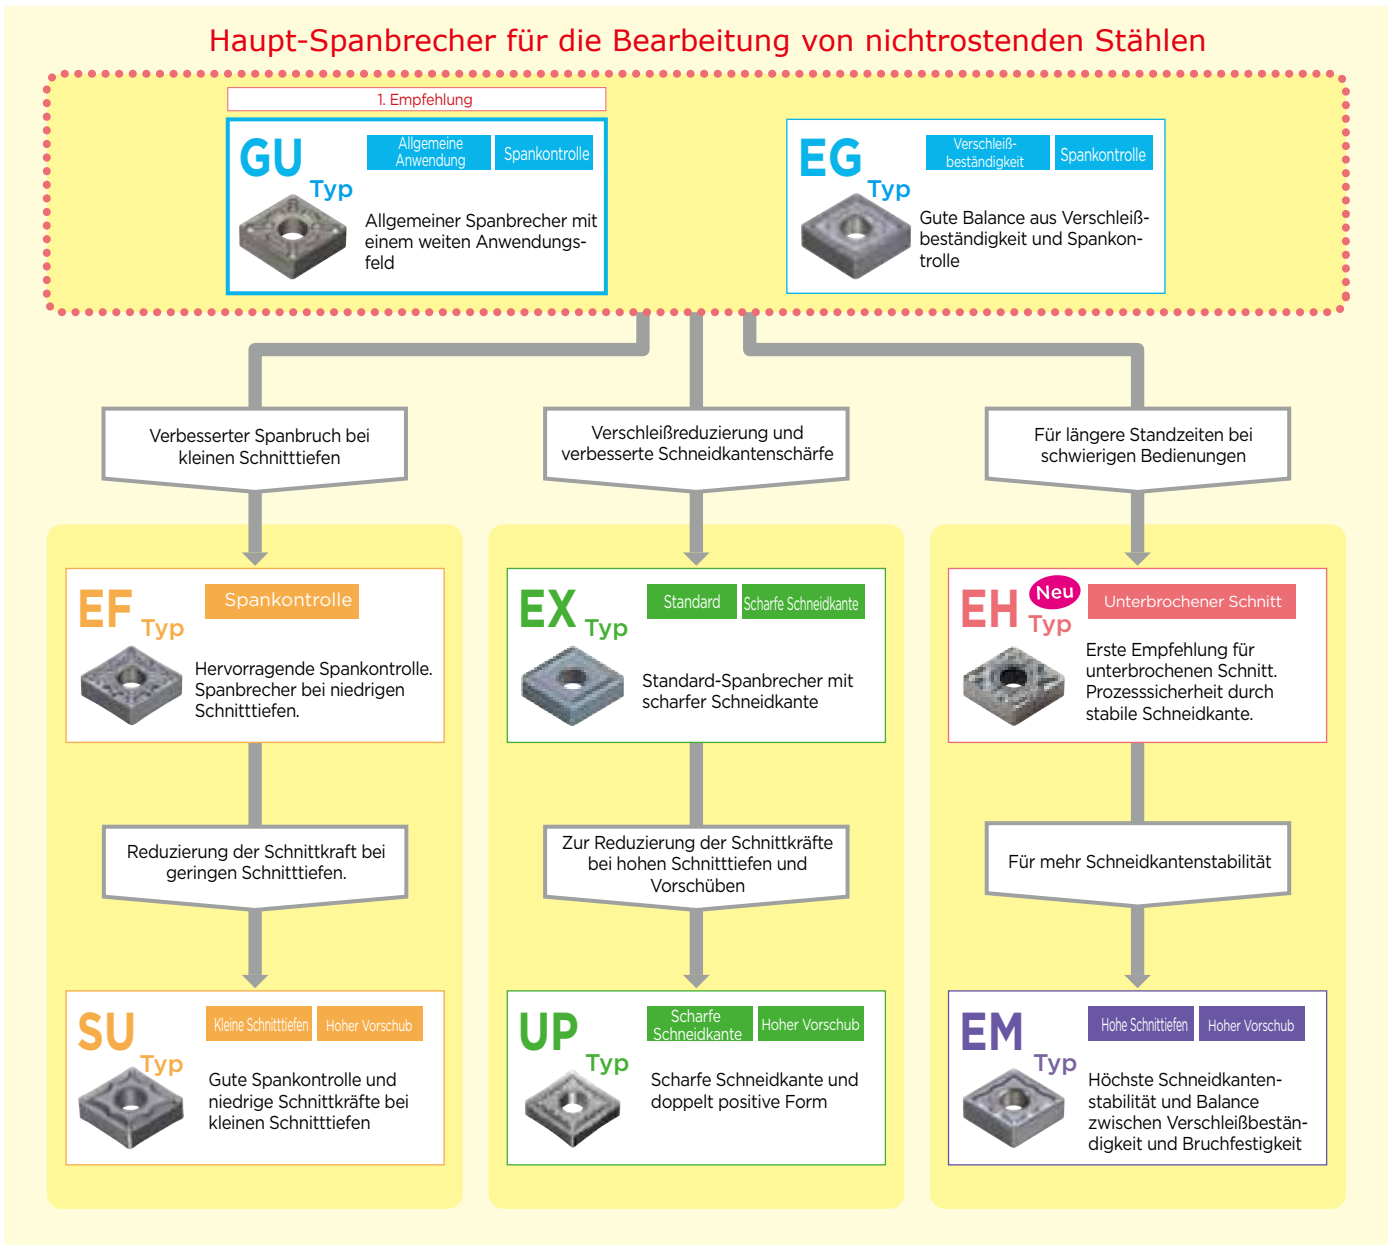 Haupt-Spanbrecher für die Bearbeitung von nichtrostenden Stählen
1. Empfehlung
GU
Typ
Allgemeine
Anwendung
Spankontrolle
Allgemeiner Spanbrecher mit
einem weiten Anwendungs-
feld
EG
Typ
Verschleiß-
beständigkeit
Spankontrolle
Gute Balance aus Verschleiß-
beständigkeit und Spankon-
trolle
Verbesserter Spanbruch bei
kleinen Schnitttiefen
Verschleißreduzierung und
verbesserte Schneidkantenschärfe
Für längere Standzeiten bei
schwierigen Bedienungen
EF
Typ
Spankontrolle
Hervorragende Spankontrolle.
Spanbrecher bei niedrigen
Schnitttiefen.
EX
Typ
Standard
Scharfe Schneidkante
Standard-Spanbrecher mit
scharfer Schneidkante
EH
Neu
Typ
Unterbrochener Schnitt
Erste Empfehlung für
unterbrochenen Schnitt.
Prozesssicherheit durch
stabile Schneidkante.
Reduzierung der Schnittkraft bei
geringen Schnitttiefen.
Zur Reduzierung der Schnittkräfte
bei hohen Schnitttiefen und
Vorschüben
Für mehr Schneidkantenstabilität
SU
Typ
Kleine Schnitttiefen
Hoher Vorschub
Gute Spankontrolle und
niedrige Schnittkräfte bei
kleinen Schnitttiefen
UP
Typ
Scharfe
Schneidkante
Hoher Vorschub
Scharfe Schneidkante und
doppelt positive Form
EM
Typ
Hohe Schnittiefen
Hoher Vorschub
Höchste Schneidkanten-
stabilität und Balance
zwischen Verschleißbestän-
digkeit und Bruchfestigkeit